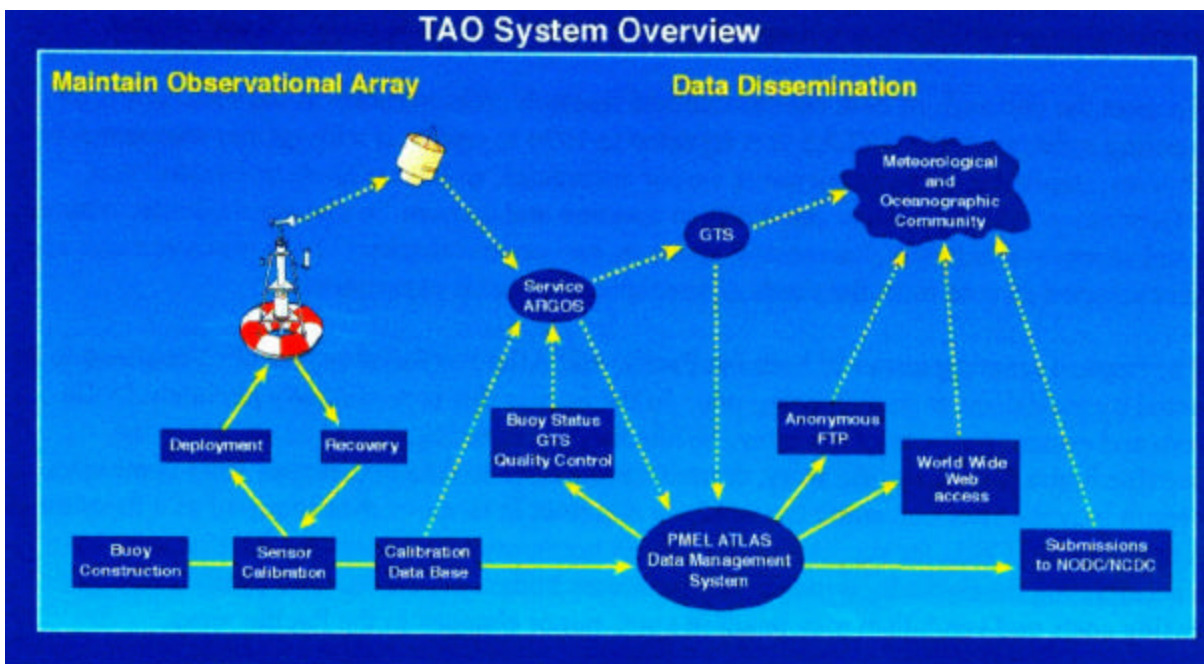 TAO System Overview
Maintain Observational Array
Data Dissemination
Meteorological
and
Oceanographic
Community
GTS
Service
ARGOS
Deployment
Recovery
Buoy Status
GTS
Quality Control
Anonymous
FTP
World Wide
Web
access
Buoy
Construction
Sensor
Calibration
Calibration
Data Base
PMEL ATLAS
Data Management
System
Submissions
to NODC/NCDC